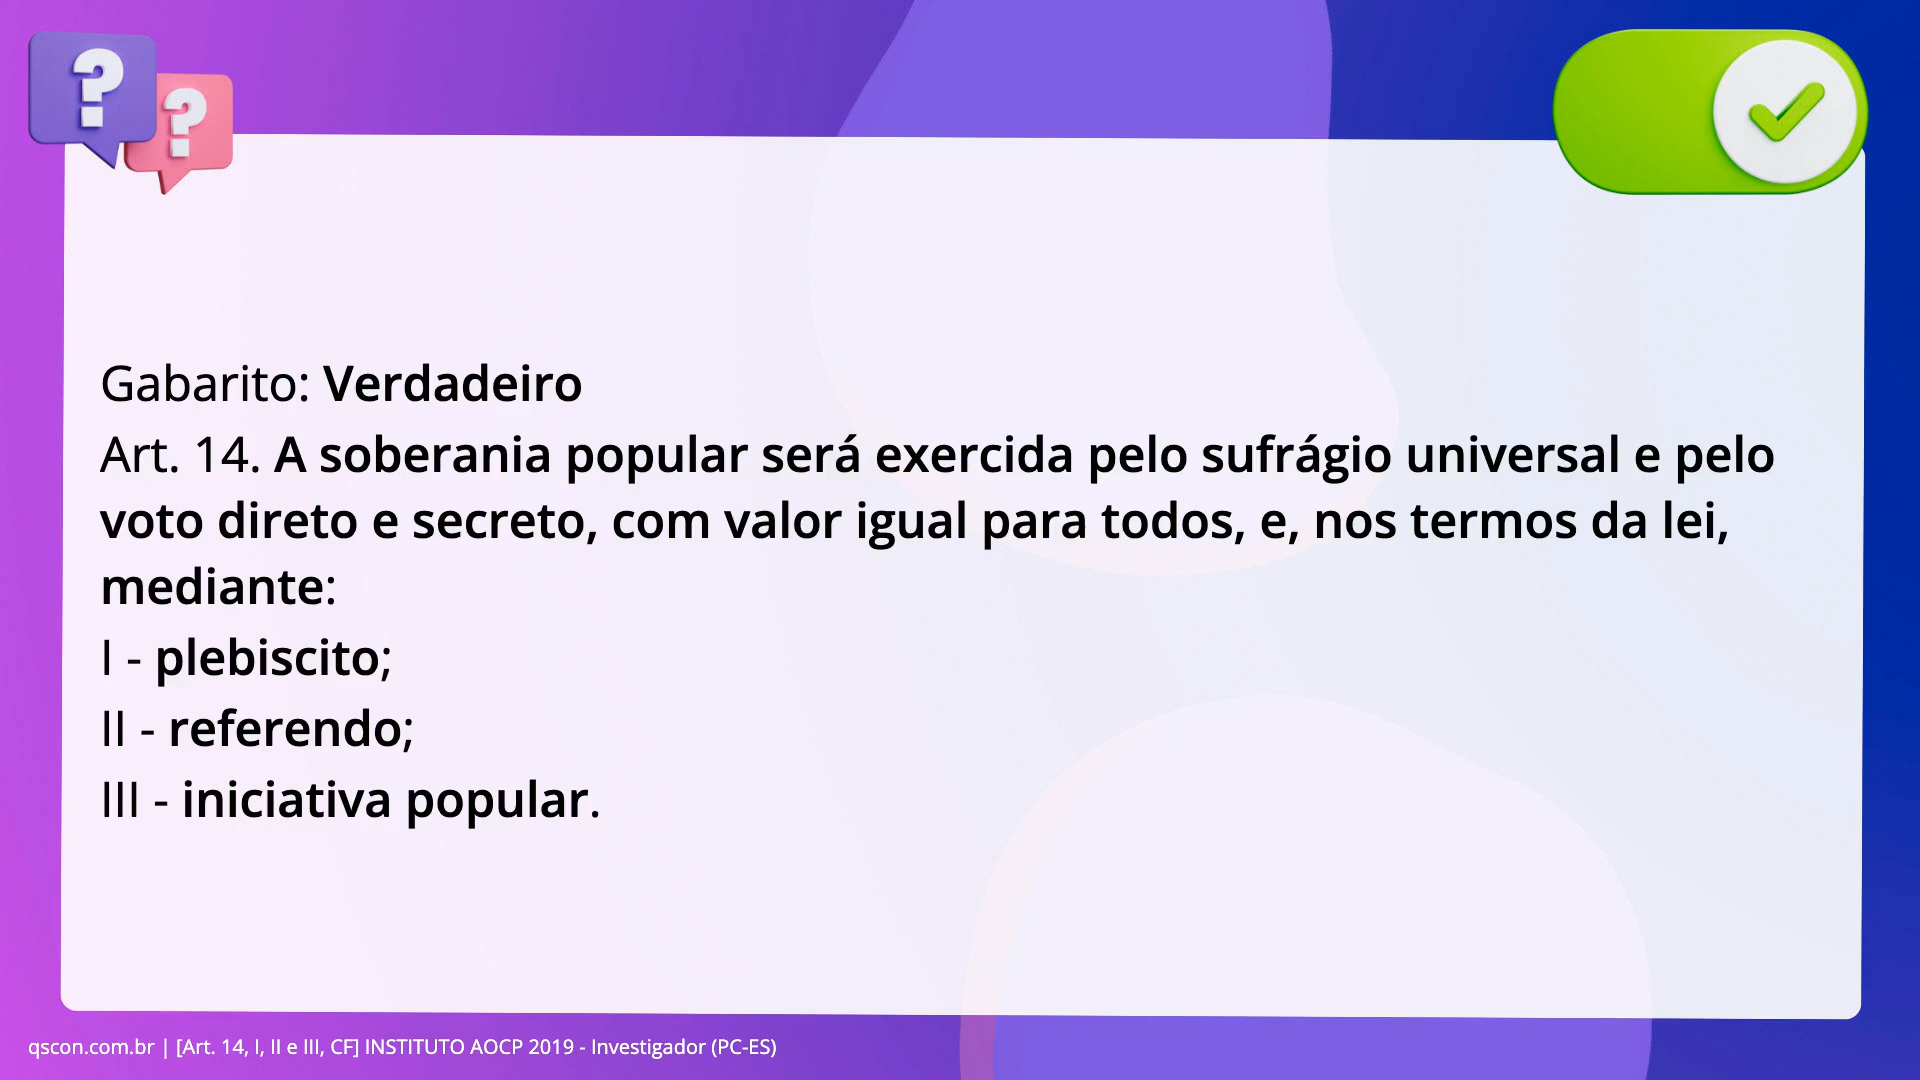 ?
?
Gabarito: Verdadeiro
Art. 14. A soberania popular será exercida pelo sufrágio universal e pelo
voto direto e secreto, com valor igual para todos, e, nos termos da lei,
mediante:
I - plebiscito;
II - referendo;
III - iniciativa popular.
qscon.com.br | [Art. 14, I, II e III, CF] INSTITUTO AOCP 2019 - Investigador (PC-ES)